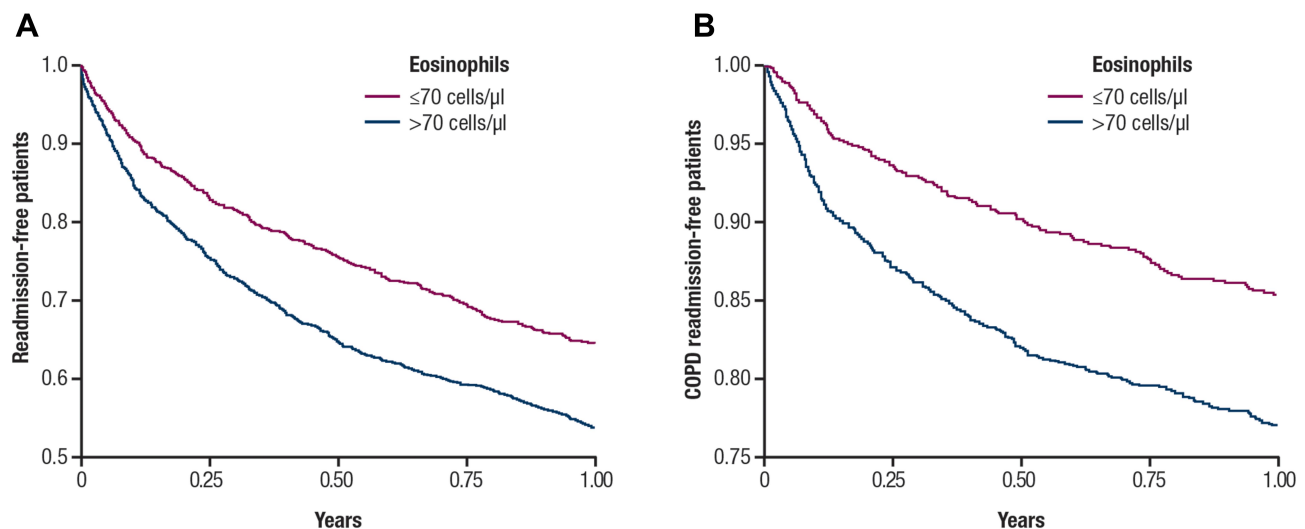 A
Eosinophils
≤70 cells/µl
>70 cells/µl
1.0
0.9
0.8
0.7
0.6
0.5
Readmission-free patients
0
0.25
0.50
0.75
1.00
Years
B
Eosinophils
≤70 cells/µl
>70 cells/µl
1.00
0.95
0.90
0.85
0.80
0.75
COPD readmission-free patients
0
0.25
0.50
0.75
1.00
Years